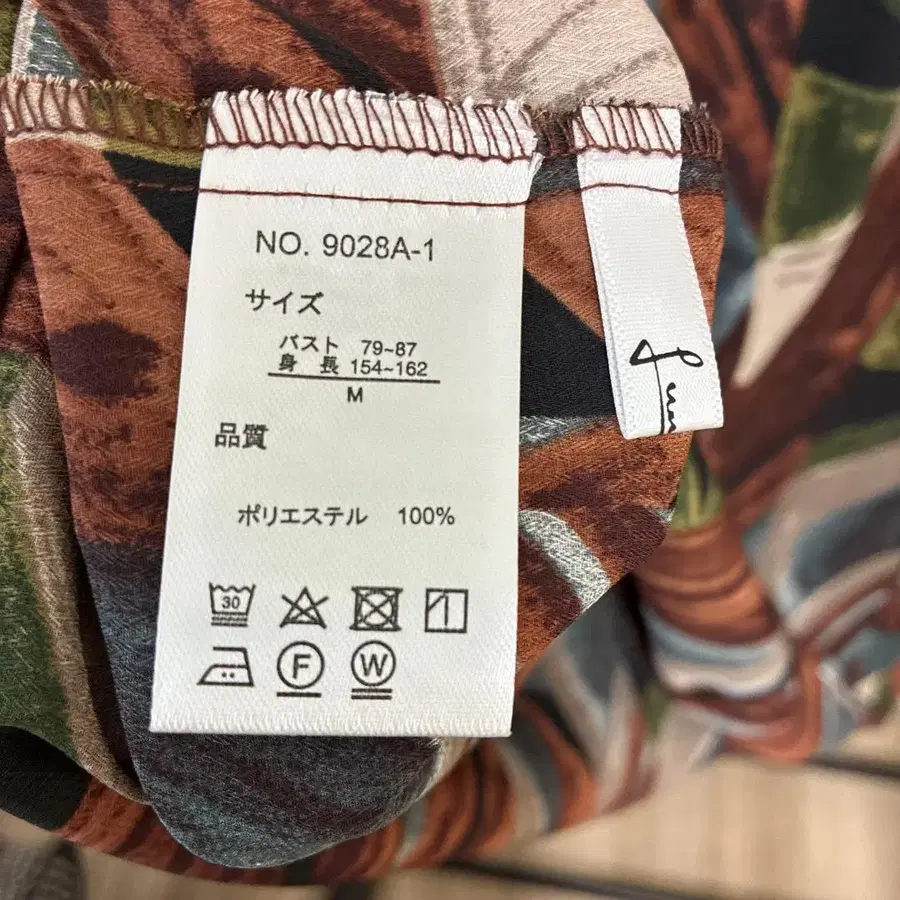 NO. 9028A-1
サイズ
バスト 79~87
身 長 154~162
M
品質
ポリエステル 100%
30
F
W